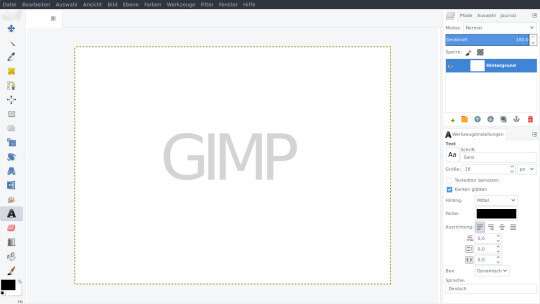 Datei Bearbeiten Auswahl Ansicht Bild Ebene Farben Werkzeuge Filter Fenster Hilfe
Pfade Auswahl Journal
Modus: Normal
Deckkraft 100,0
Sperre:
Hintergrund
GIMP
Werkzeugeinstellungen
Text
Schrift
Aa Sans
Größe: 18 px
Texteditor benutzen
Kanten glätten
Hinting: Mittel
Farbe:
Ausrichtung:
0,0
0,0
0,0
Box: Dynamisch
Sprache:
Deutsch